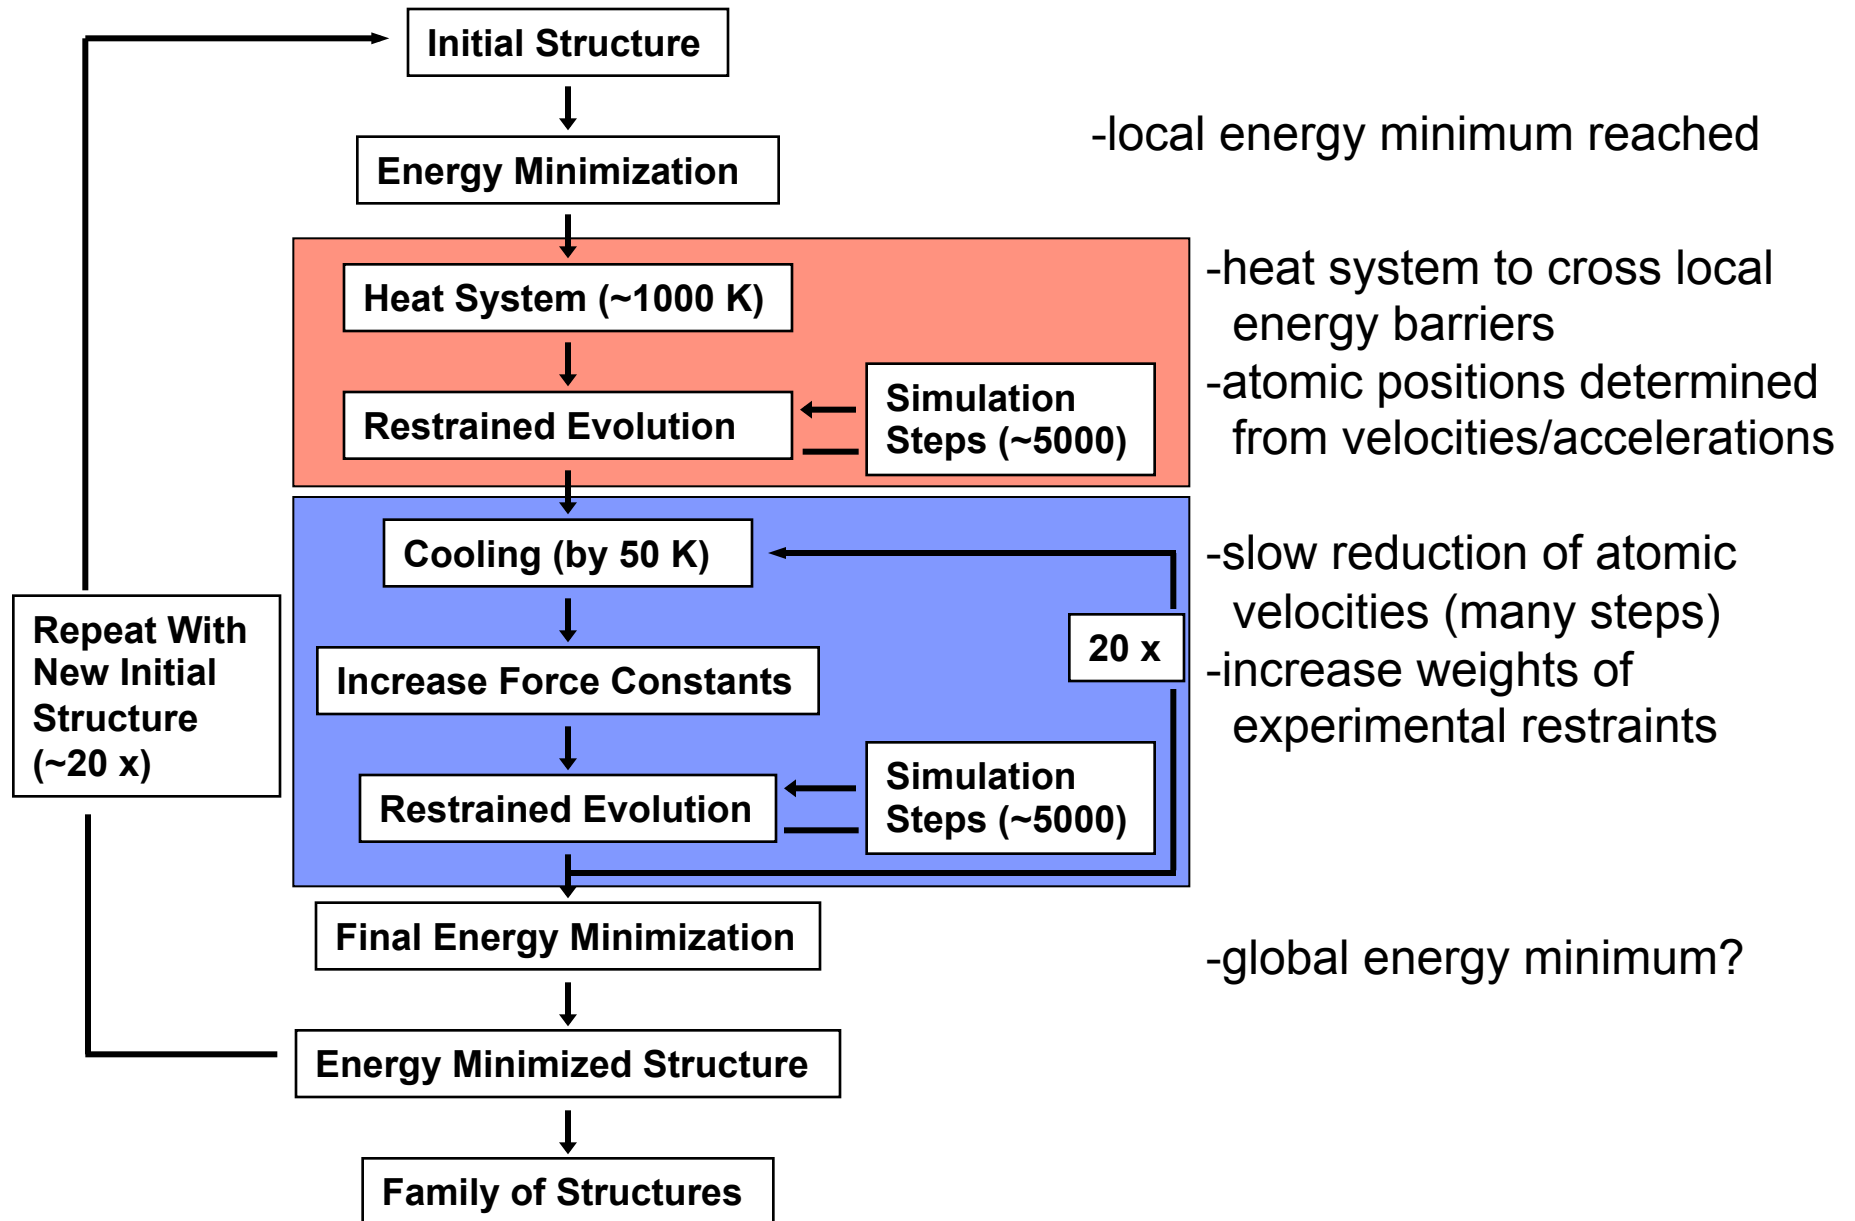 Initial Structure
-local energy minimum reached
Energy Minimization
Heat System (~1000 K)
-heat system to cross local
energy barriers
Restrained Evolution
Simulation
Steps (~5000)
-atomic positions determined
from velocities/accelerations
Cooling (by 50 K)
-slow reduction of atomic
velocities (many steps)
Repeat With
New Initial
Structure
(~20 x)
20 x
Increase Force Constants
-increase weights of
experimental restraints
Restrained Evolution
Simulation
Steps (~5000)
Final Energy Minimization
-global energy minimum?
Energy Minimized Structure
Family of Structures